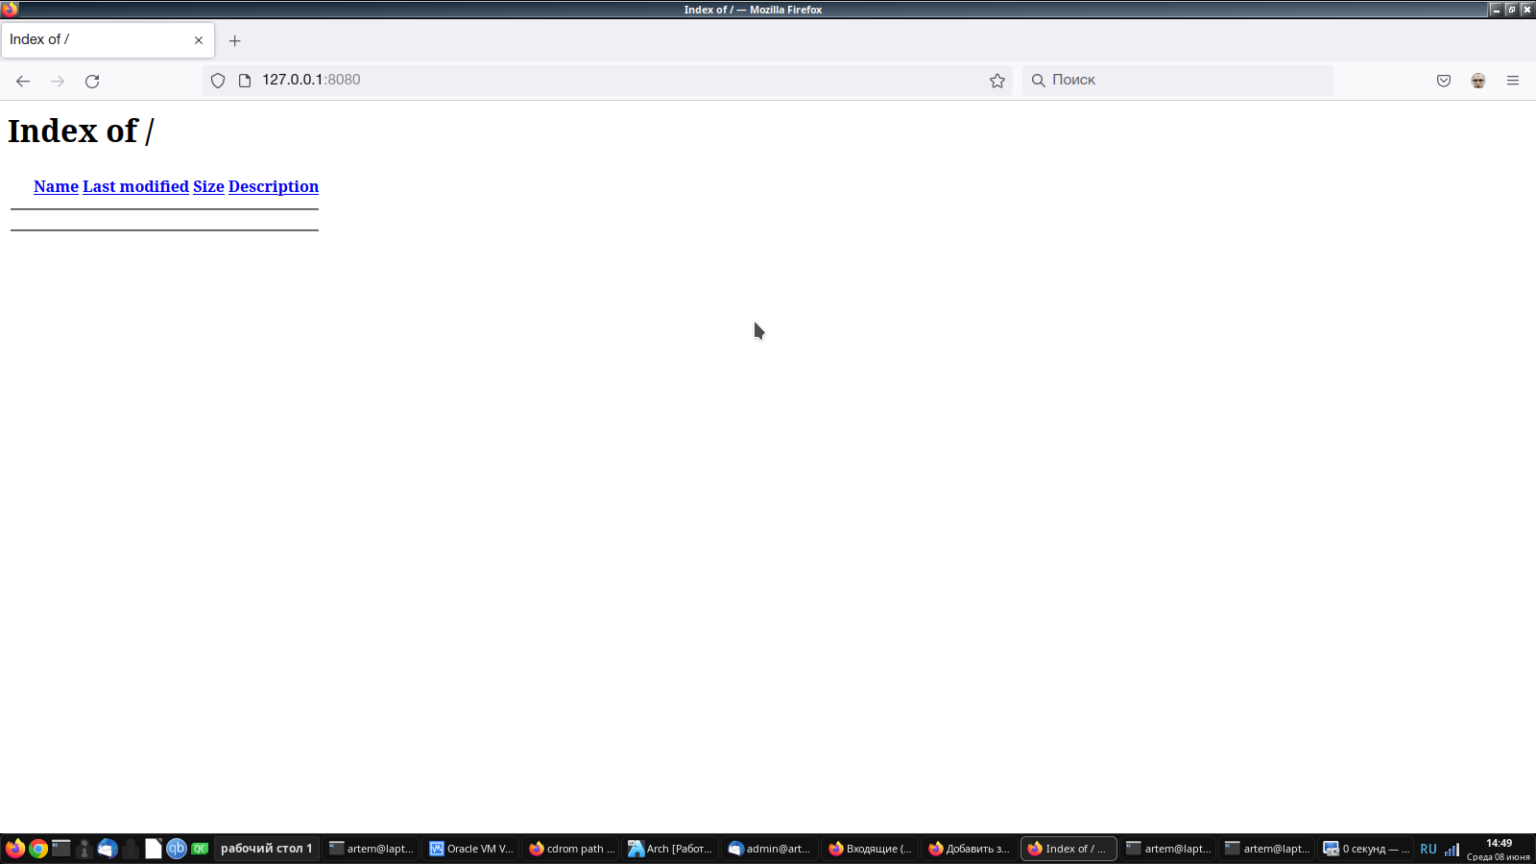 Index of / — Mozilla Firefox
Index of /
127.0.0.1:8080
Поиск
Index of /
Name Last modified Size Description
qb QC рабочий стол 1 artem@lapt... Oracle VM V... cdrom path ... Arch [Работ... admin@art... Входящие (... Добавить з... Index of / ... artem@lapt... artem@lapt... 0 секунд — ... RU 14:49
Среда 08 июня